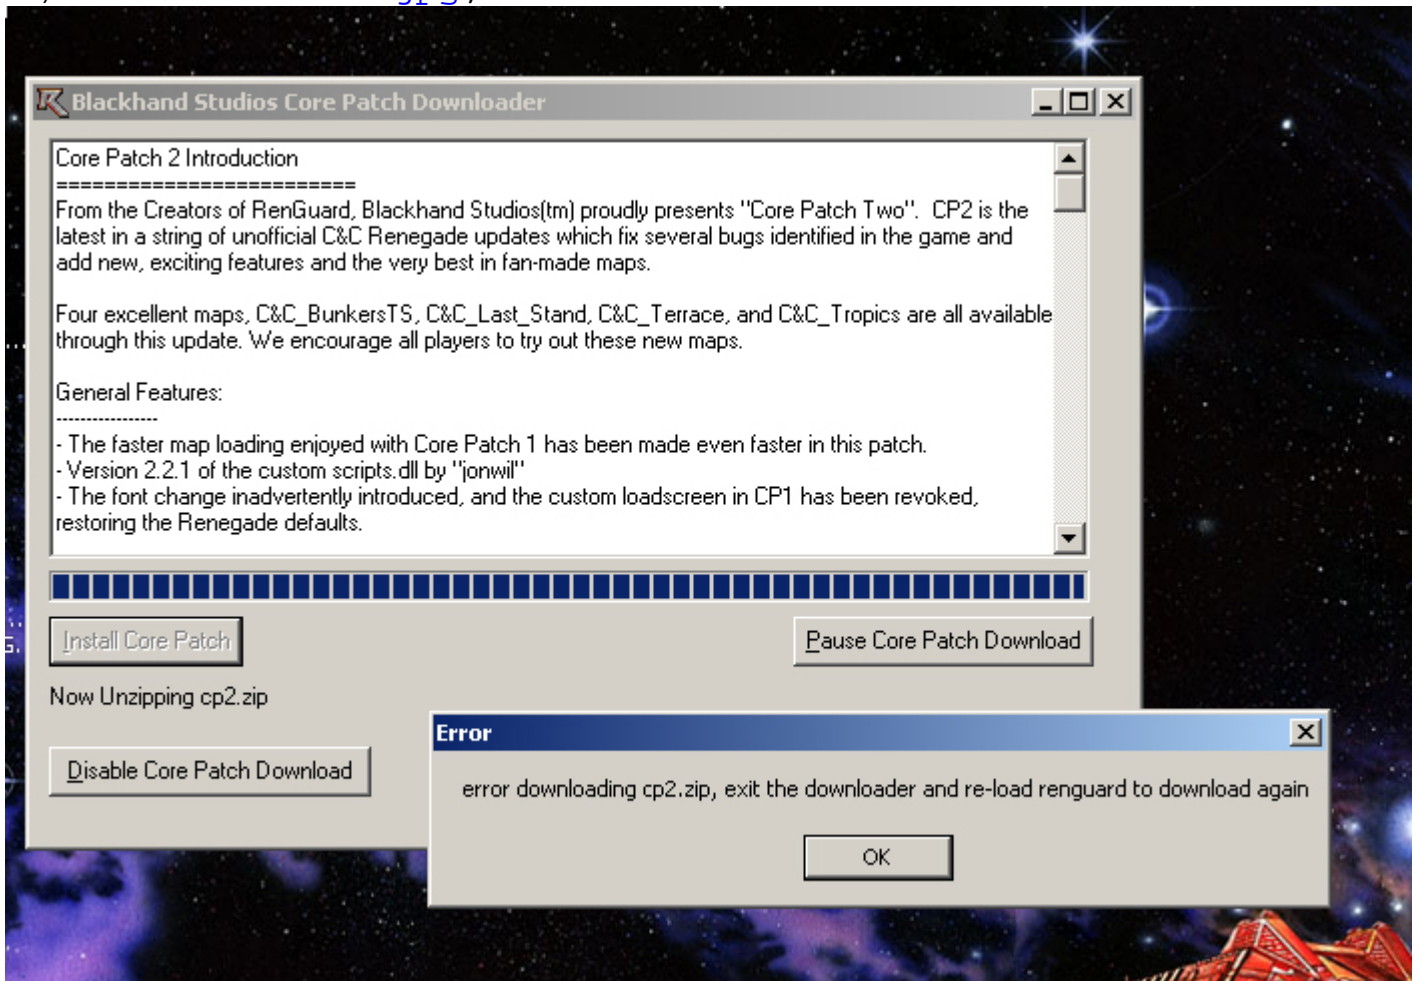 Blackhand Studios Core Patch Downloader
Core Patch 2 Introduction
==========================
From the Creators of RenGuard, Blackhand Studios(tm) proudly presents "Core Patch Two".  CP2 is the
latest in a string of unofficial C&C Renegade updates which fix several bugs identified in the game and
add new, exciting features and the very best in fan-made maps.
Four excellent maps, C&C_BunkersTS, C&C_Last_Stand, C&C_Terrace, and C&C_Tropics are all available
through this update. We encourage all players to try out these new maps.
General Features:
-----------------
- The faster map loading enjoyed with Core Patch 1 has been made even faster in this patch.
- Version 2.2.1 of the custom scripts.dll by "jonwil"
- The font change inadvertently introduced, and the custom loadscreen in CP1 has been revoked,
restoring the Renegade defaults.
Install Core Patch
Pause Core Patch Download
Now Unzipping cp2.zip
Disable Core Patch Download
Error
error downloading cp2.zip, exit the downloader and re-load renguard to download again
OK